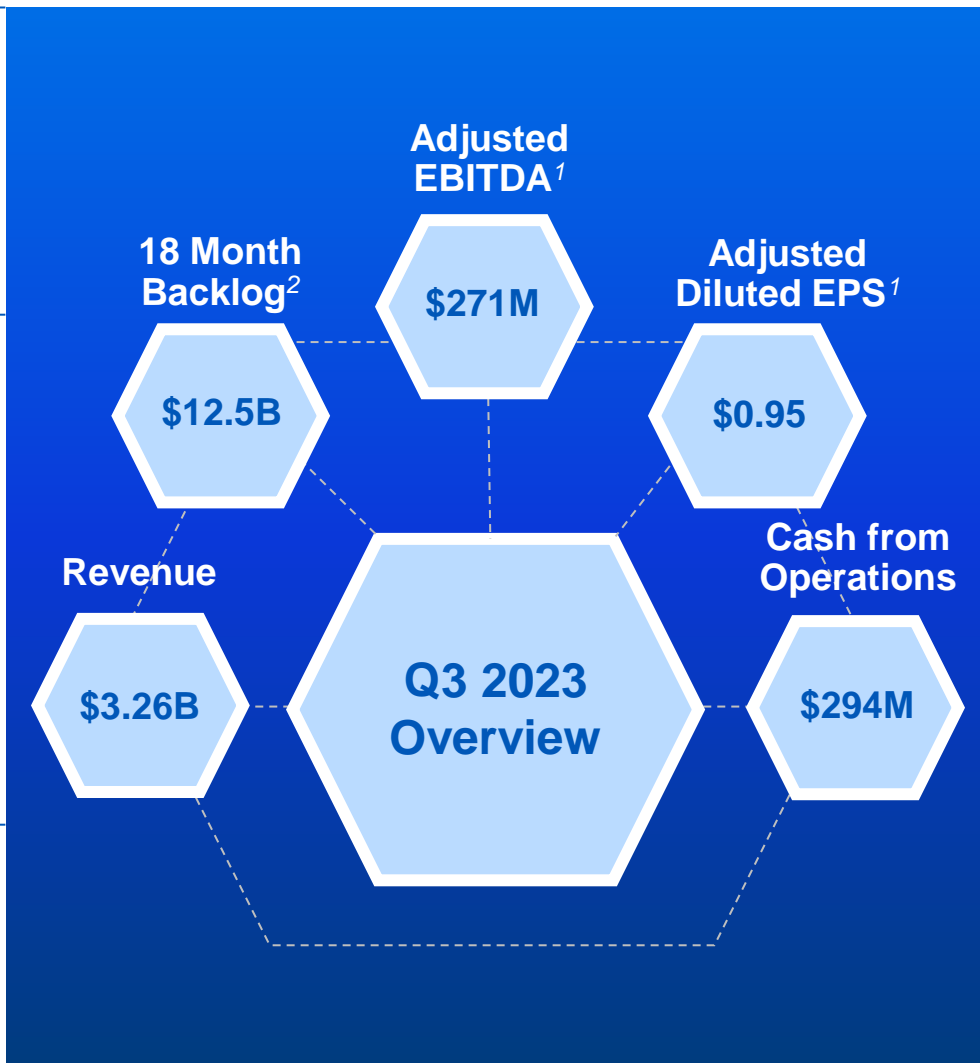 Adjusted
EBITDA¹
18 Month
Backlog²
Adjusted
Diluted EPS¹
$271M
$12.5B
$0.95
Cash from
Operations
Revenue
Q3 2023
Overview
$3.26B
$294M